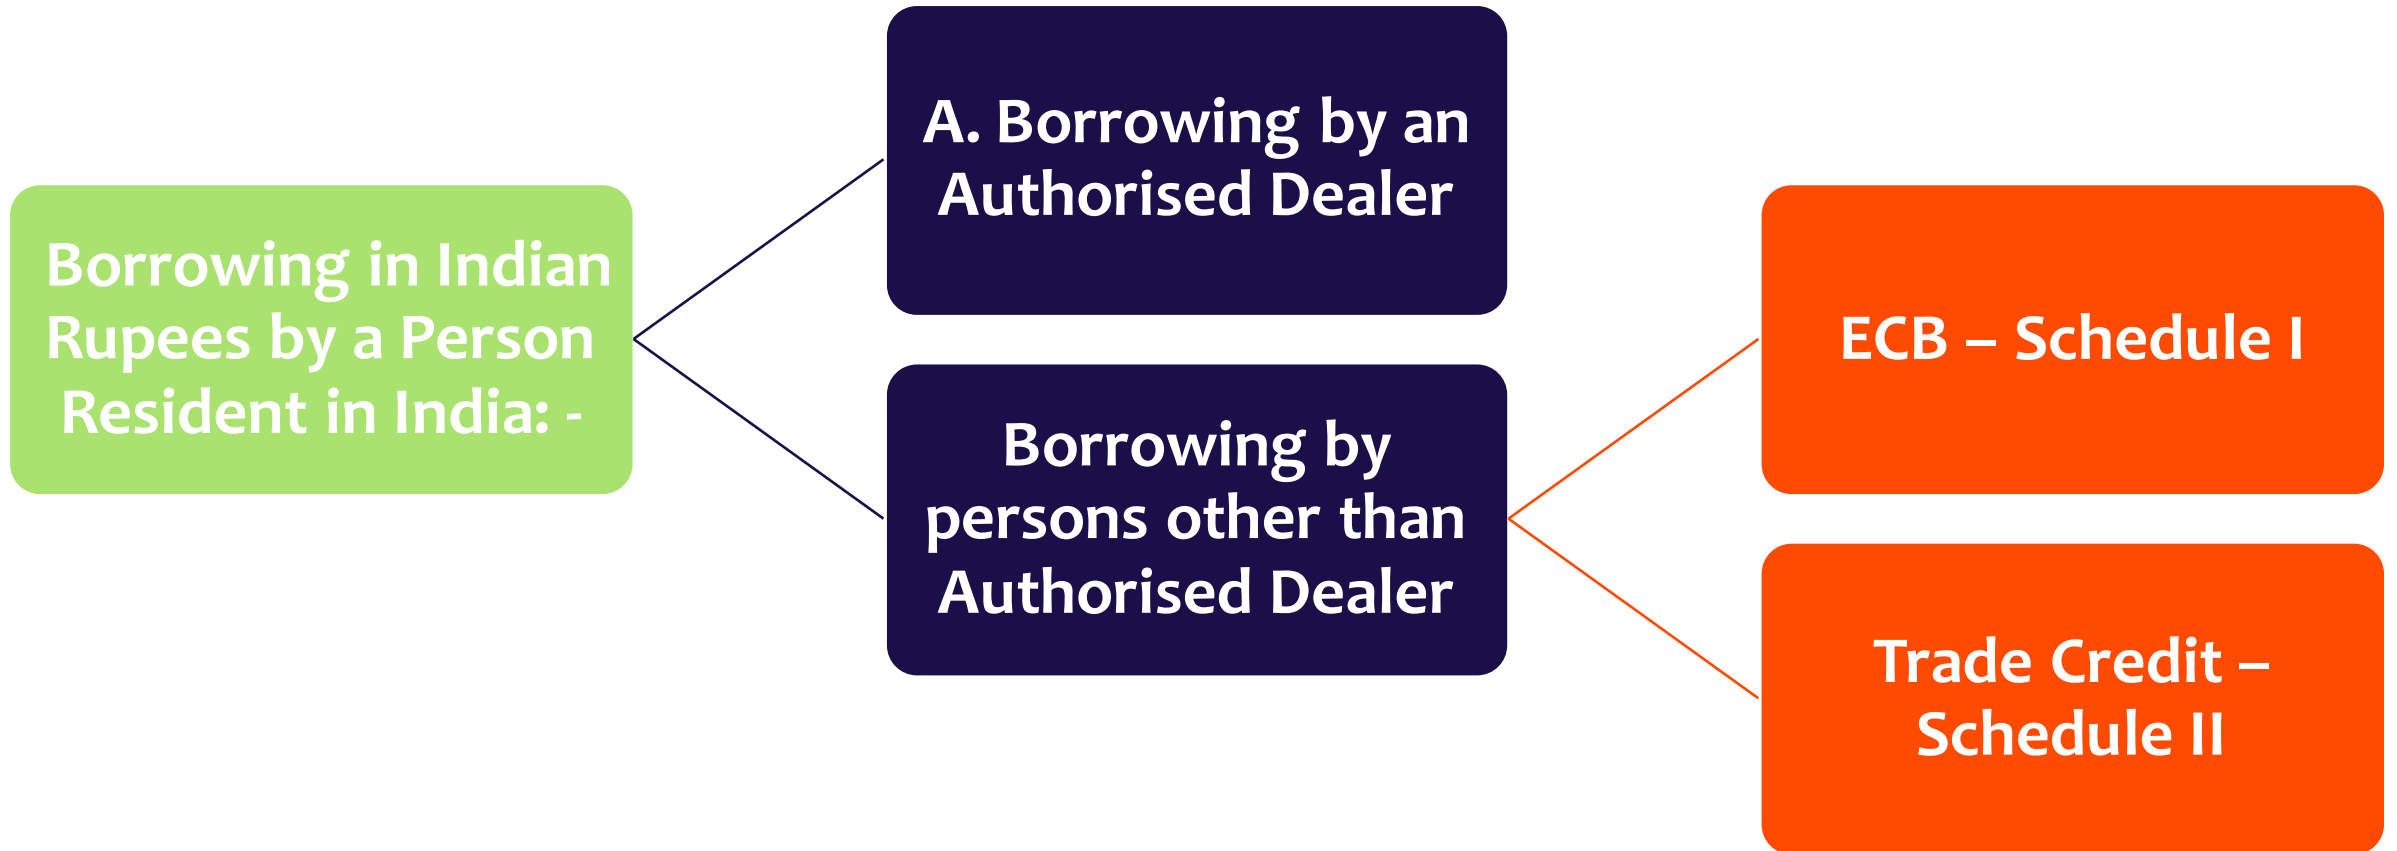 Borrowing in Indian
Rupees by a Person
Resident in India: -
A. Borrowing by an
Authorised Dealer
Borrowing by
persons other than
Authorised Dealer
ECB – Schedule I
Trade Credit –
Schedule II